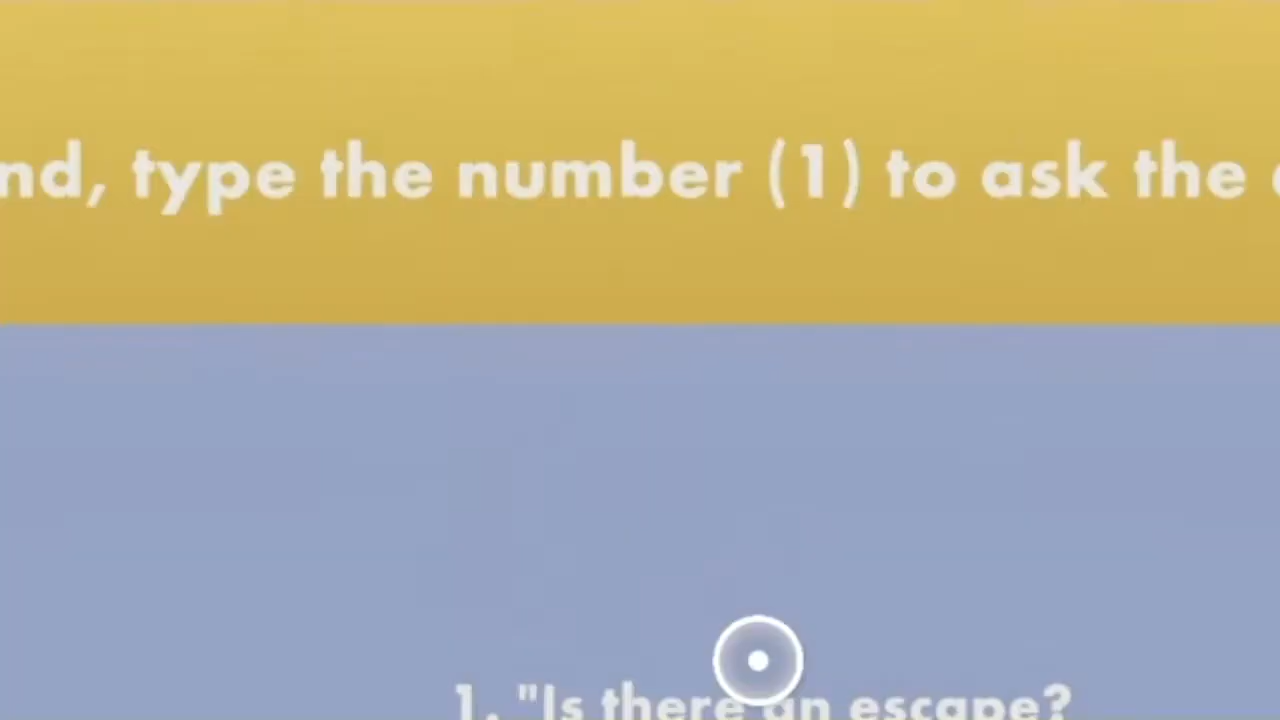 nd, type the number (1) to ask the
1. "Is there an escape?